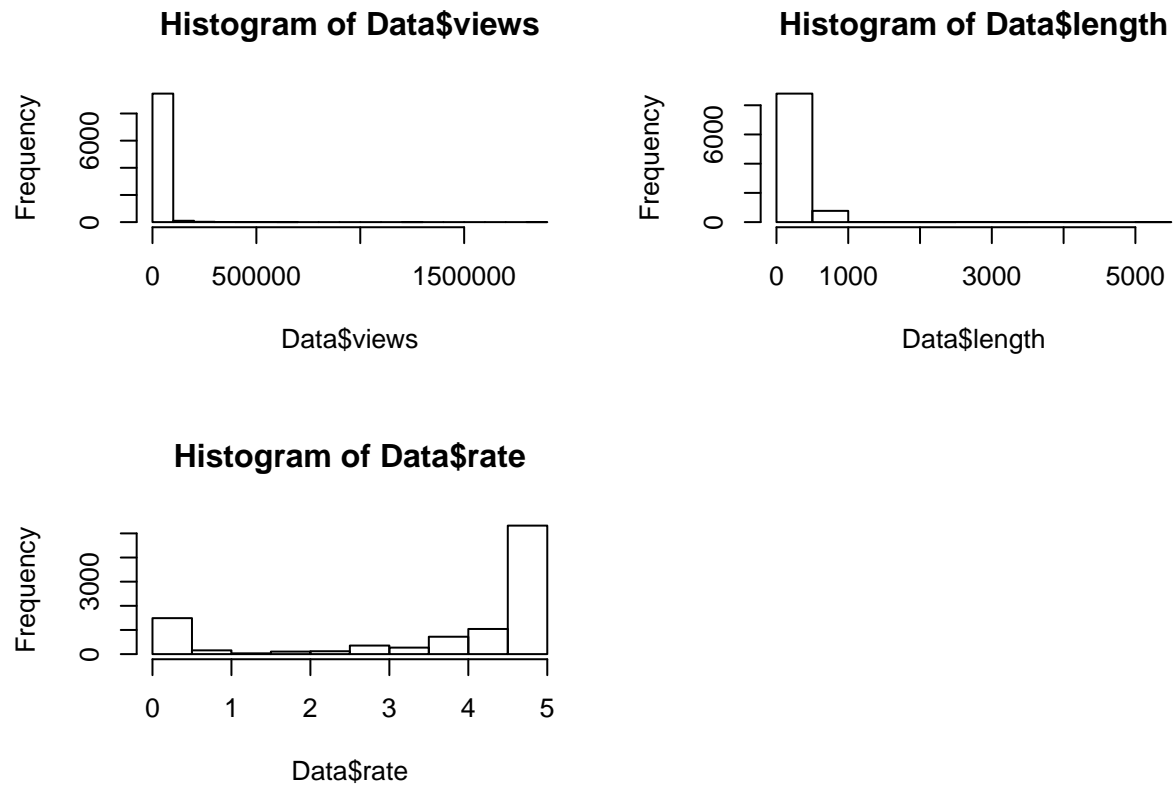 Histogram of Data$views
Frequency
0 6000
0 500000 1500000
Data$views
Histogram of Data$length
Frequency
0 6000
0 1000 3000 5000
Data$length
Histogram of Data$rate
Frequency
0 3000
0 1 2 3 4 5
Data$rate